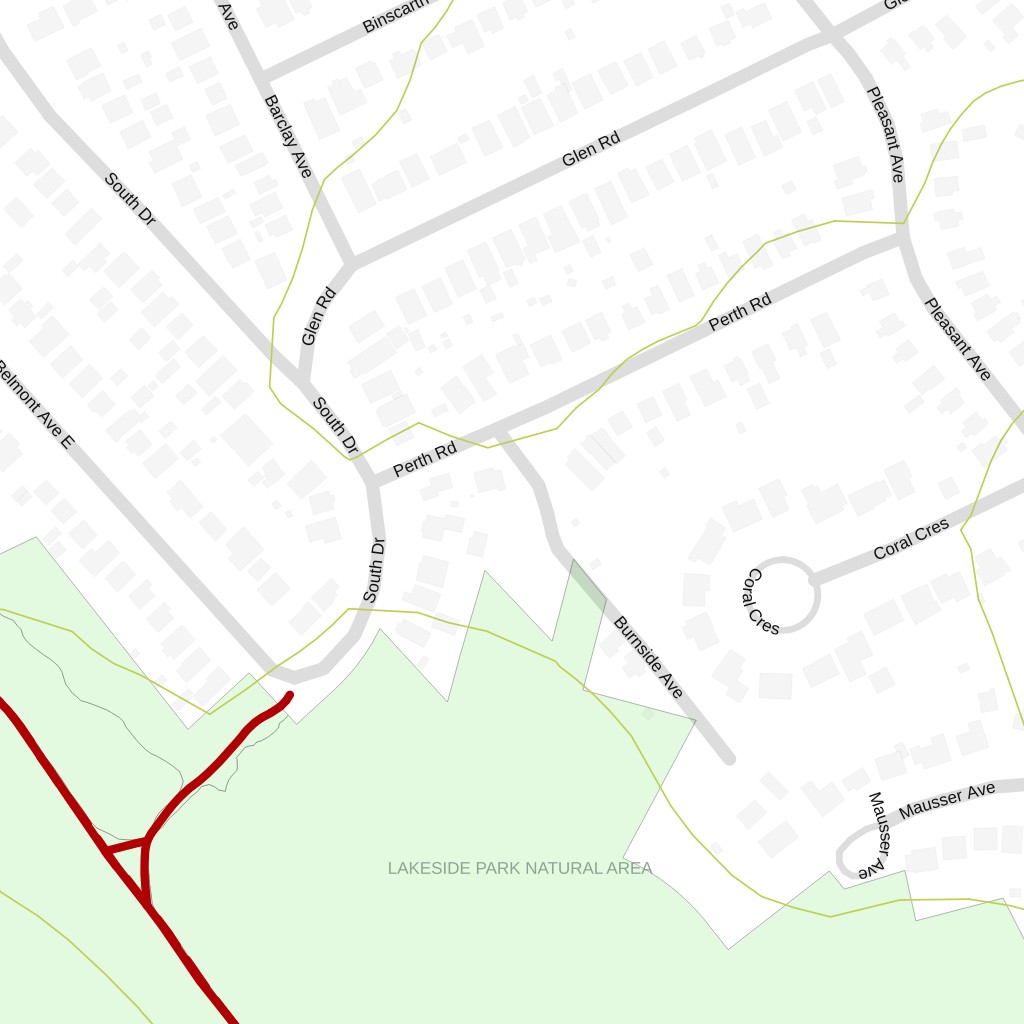 Ave
Binscarth
Barclay Ave
Glen Rd
Pleasant Ave
South Dr
Glen Rd
Perth Rd
Pleasant Ave
Belmont Ave E
South Dr
Perth Rd
Coral Cres
South Dr
Coral Cres
Burnside Ave
Mausser Ave
Mausser Ave
LAKESIDE PARK NATURAL AREA